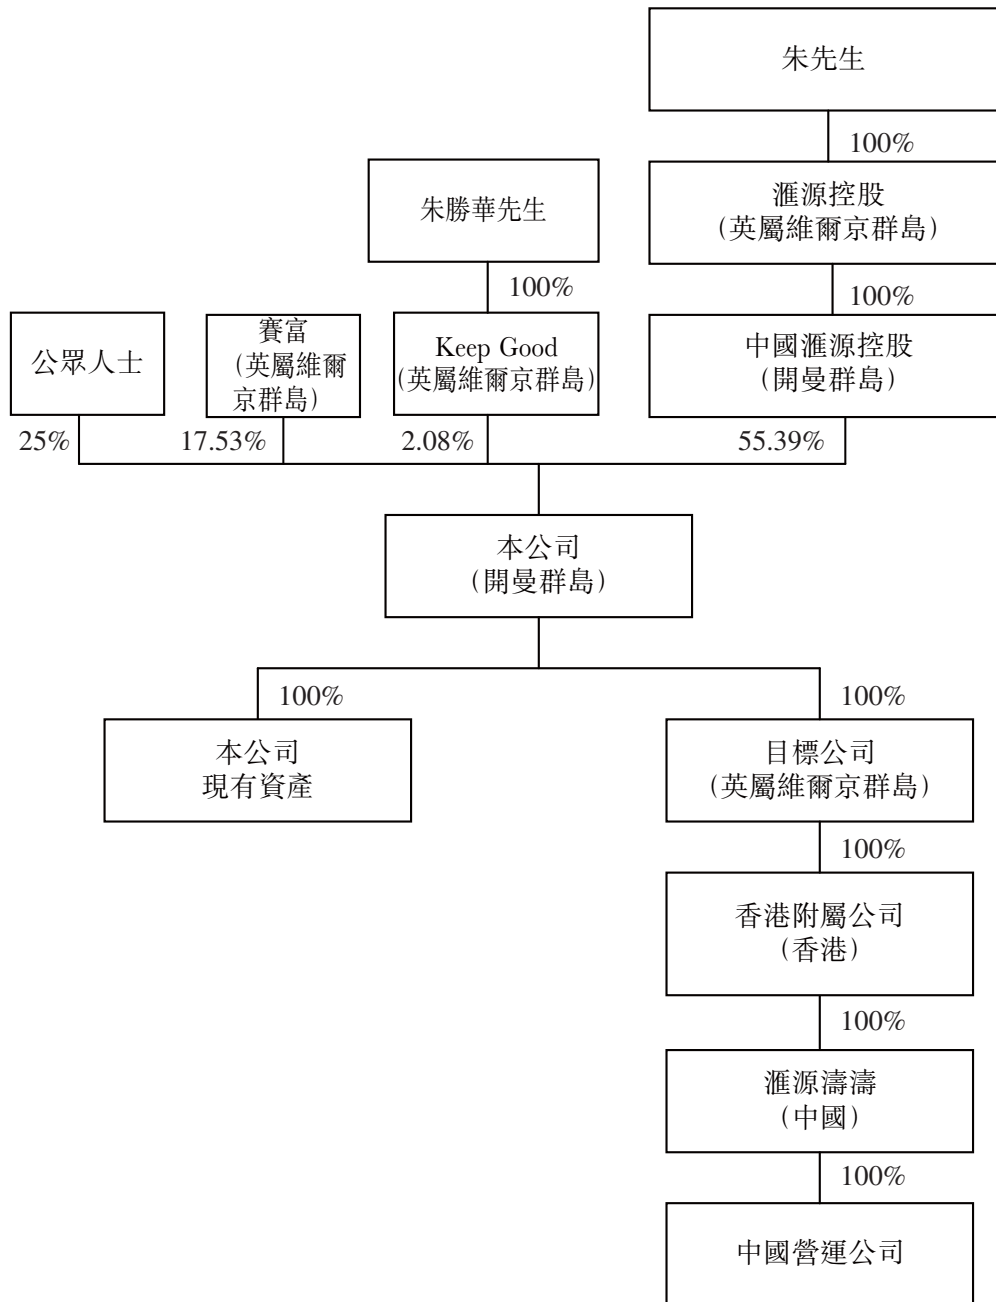 朱先生
100%
滙源控股
（英屬維爾京群島）
朱勝華先生
100%
100%
公眾人士
賽富
（英屬維爾
京群島）
Keep Good
（英屬維爾京群島）
中國滙源控股
（開曼群島）
25%
17.53%
2.08%
55.39%
本公司
（開曼群島）
100%
100%
本公司
現有資產
目標公司
（英屬維爾京群島）
100%
香港附屬公司
（香港）
100%
滙源濤濤
（中國）
100%
中國營運公司